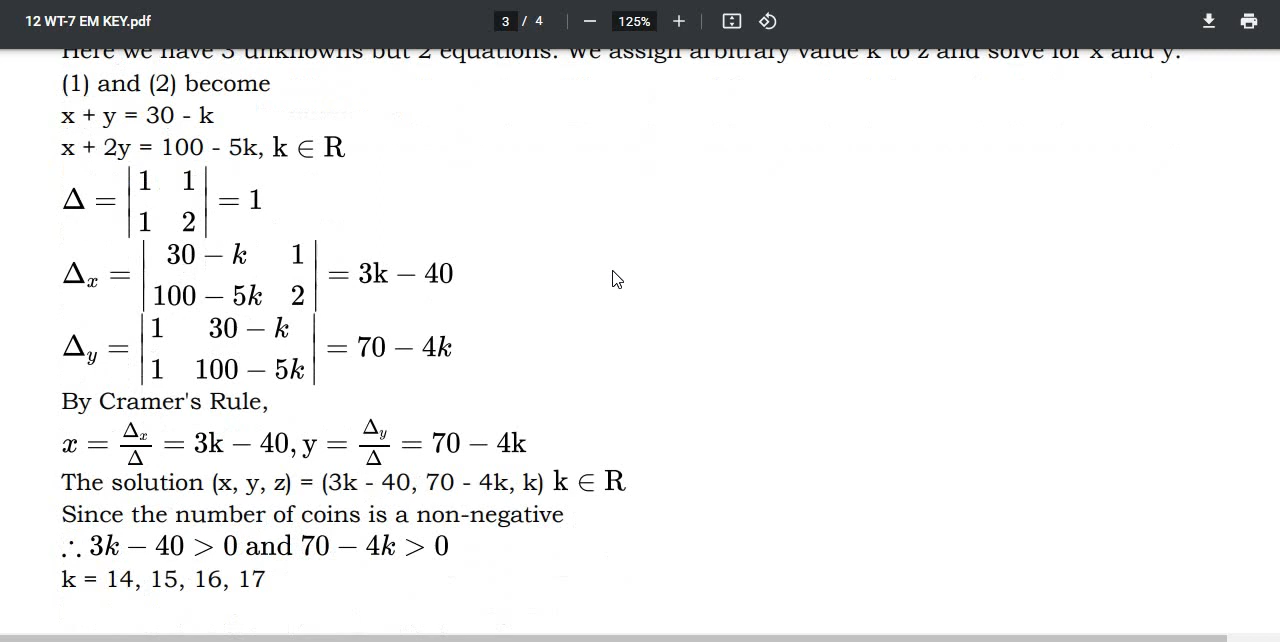 12 WT-7 EM KEY.pdf 3 / 4 125%
Here we have 3 unknowns but 2 equations. We assign arbitrary value k to z and solve for x and y.
(1) and (2) become
x + y = 30 - k
x + 2y = 100 - 5k, k ∈ R
Δ = |1 1; 1 2| = 1
Δx = |30 − k 1; 100 − 5k 2| = 3k − 40
Δy = |1 30 − k; 1 100 − 5k| = 70 − 4k
By Cramer's Rule,
x = Δx/Δ = 3k − 40, y = Δy/Δ = 70 − 4k
The solution (x, y, z) = (3k - 40, 70 - 4k, k) k ∈ R
Since the number of coins is a non-negative
∴ 3k − 40 > 0 and 70 − 4k > 0
k = 14, 15, 16, 17